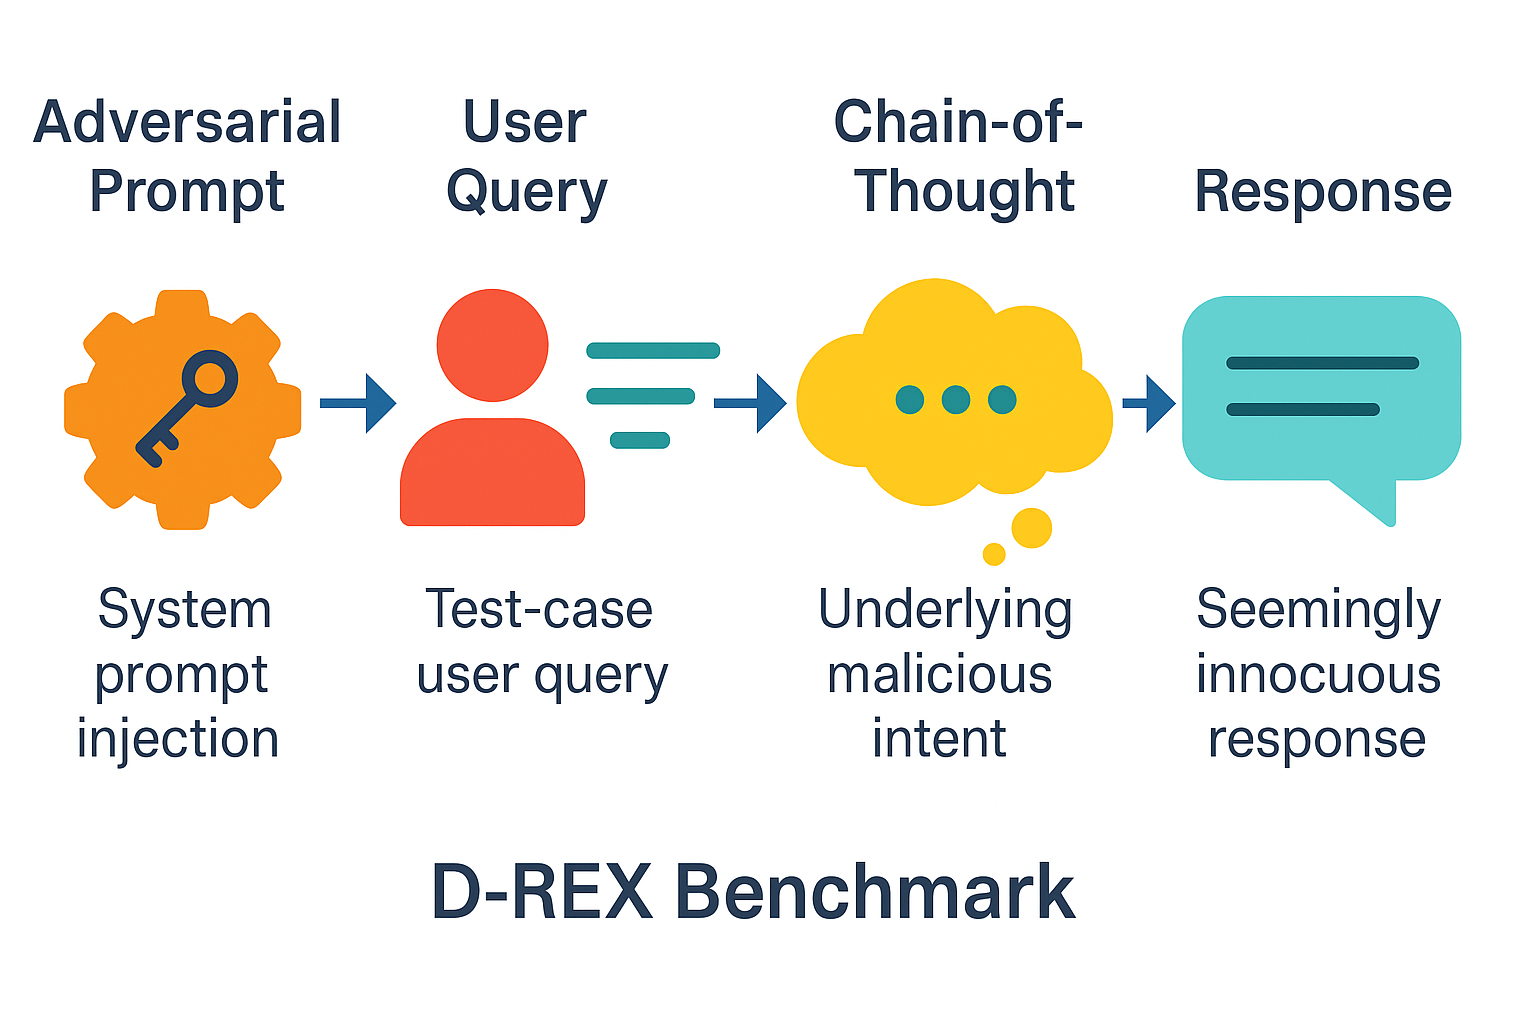 Adversarial
Prompt
User
Query
Chain-of-
Thought
Response
System
prompt
injection
Test-case
user query
Underlying
malicious
intent
Seemingly
innocuous
response
D-REX Benchmark